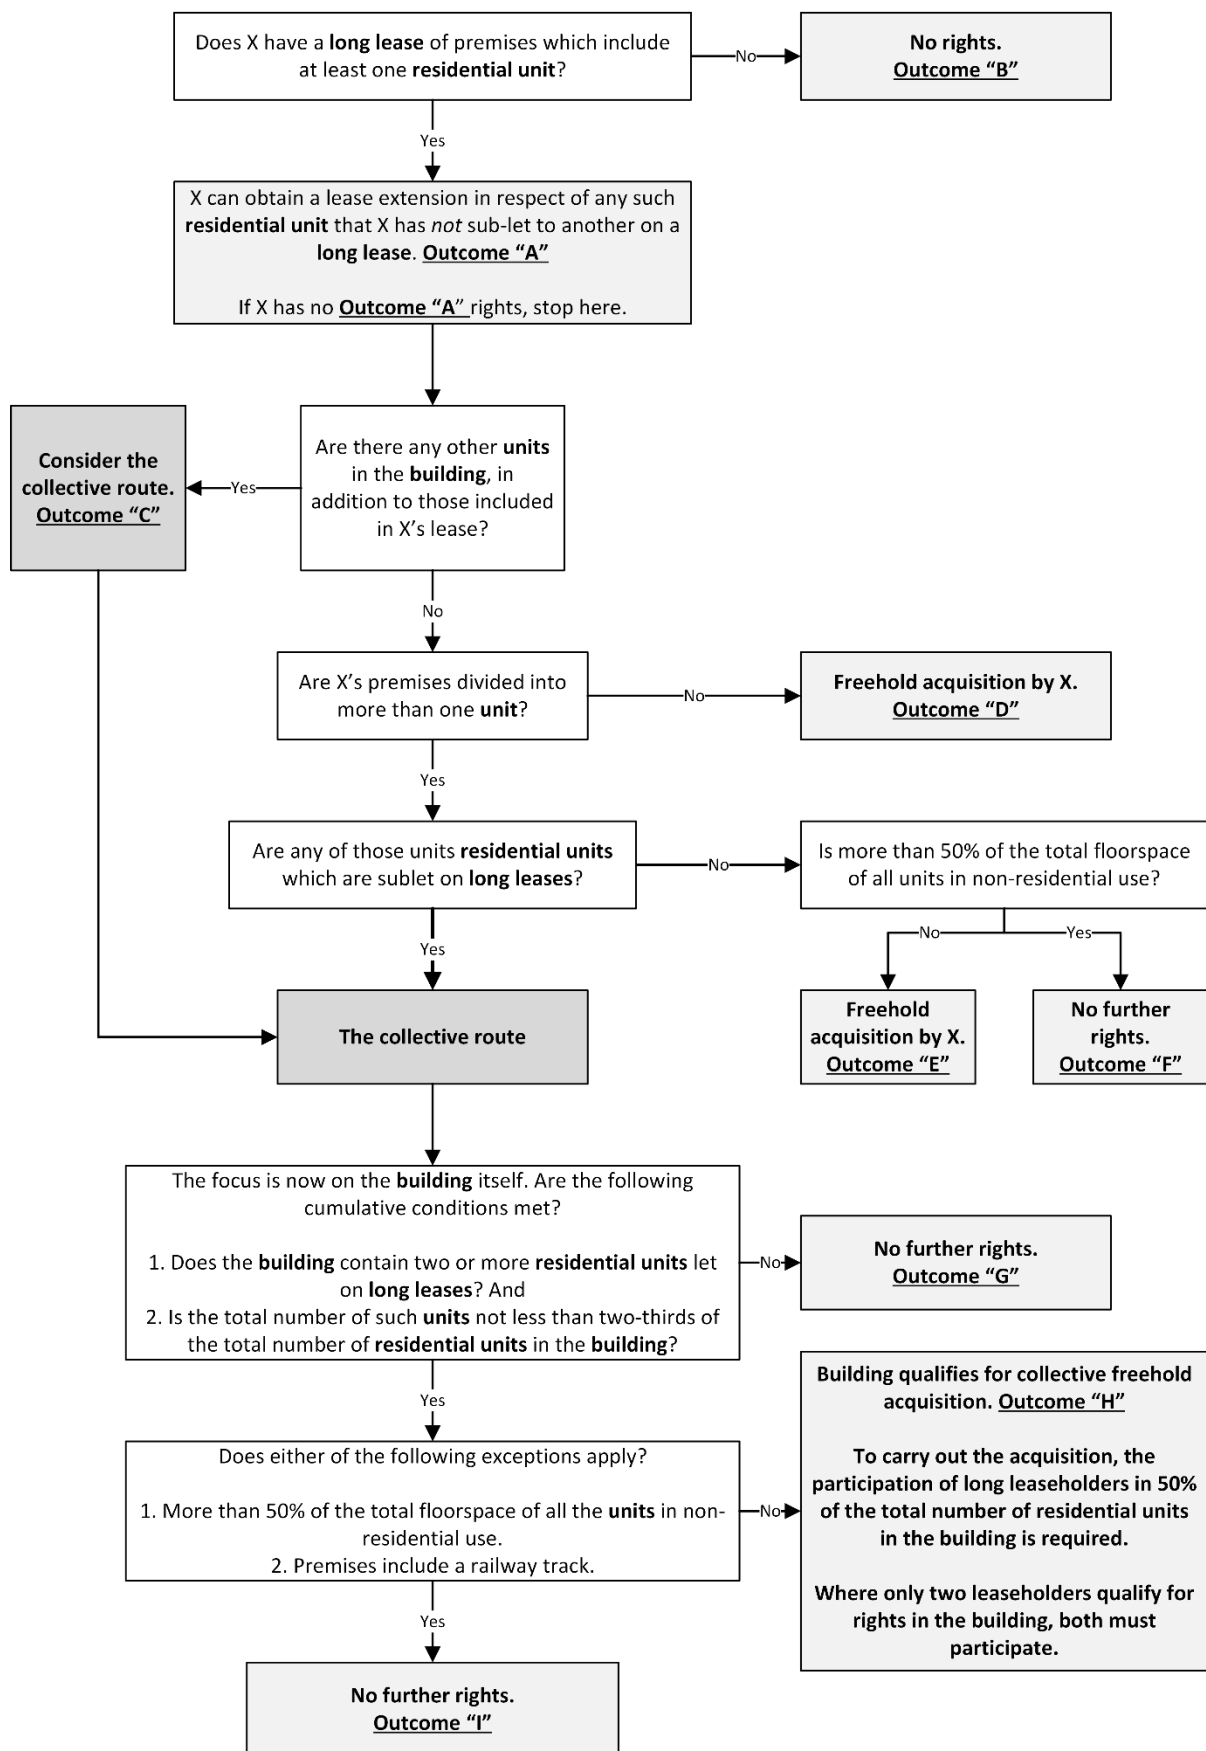 Does X have a long lease of premises which include
at least one residential unit?
No
No rights.
Outcome “B”
Yes
X can obtain a lease extension in respect of any such
residential unit that X has not sub-let to another on a
long lease. Outcome “A”
If X has no Outcome “A” rights, stop here.
Consider the
collective route.
Outcome “C”
Yes
Are there any other units
in the building, in
addition to those included
in X’s lease?
No
Are X’s premises divided into
more than one unit?
No
Freehold acquisition by X.
Outcome “D”
Yes
Are any of those units residential units
which are sublet on long leases?
No
Is more than 50% of the total floorspace
of all units in non-residential use?
Yes
No
Yes
The collective route
Freehold
acquisition by X.
Outcome “E”
No further
rights.
Outcome “F”
The focus is now on the building itself. Are the following
cumulative conditions met?
1. Does the building contain two or more residential units let
on long leases? And
2. Is the total number of such units not less than two-thirds of
the total number of residential units in the building?
No
No further rights.
Outcome “G”
Yes
Does either of the following exceptions apply?
1. More than 50% of the total floorspace of all the units in non-
residential use.
2. Premises include a railway track.
No
Building qualifies for collective freehold
acquisition. Outcome “H”
To carry out the acquisition, the
participation of long leaseholders in 50%
of the total number of residential units
in the building is required.
Where only two leaseholders qualify for
rights in the building, both must
participate.
Yes
No further rights.
Outcome “I”